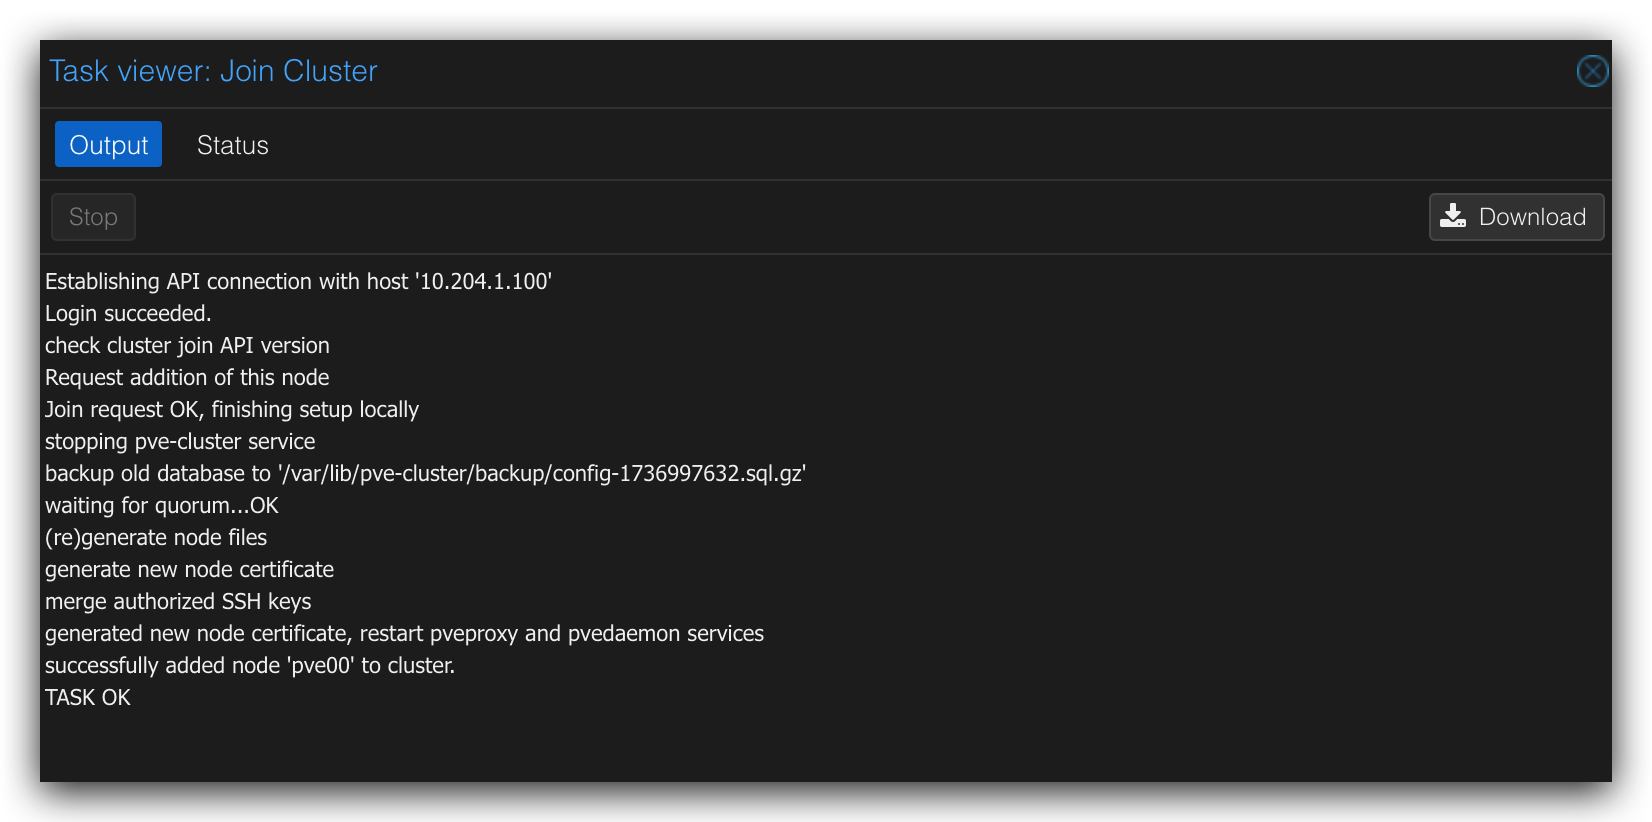 Task viewer: Join Cluster
Output Status
Stop Download
Establishing API connection with host '10.204.1.100'
Login succeeded.
check cluster join API version
Request addition of this node
Join request OK, finishing setup locally
stopping pve-cluster service
backup old database to '/var/lib/pve-cluster/backup/config-1736997632.sql.gz'
waiting for quorum...OK
(re)generate node files
generate new node certificate
merge authorized SSH keys
generated new node certificate, restart pveproxy and pvedaemon services
successfully added node 'pve00' to cluster.
TASK OK